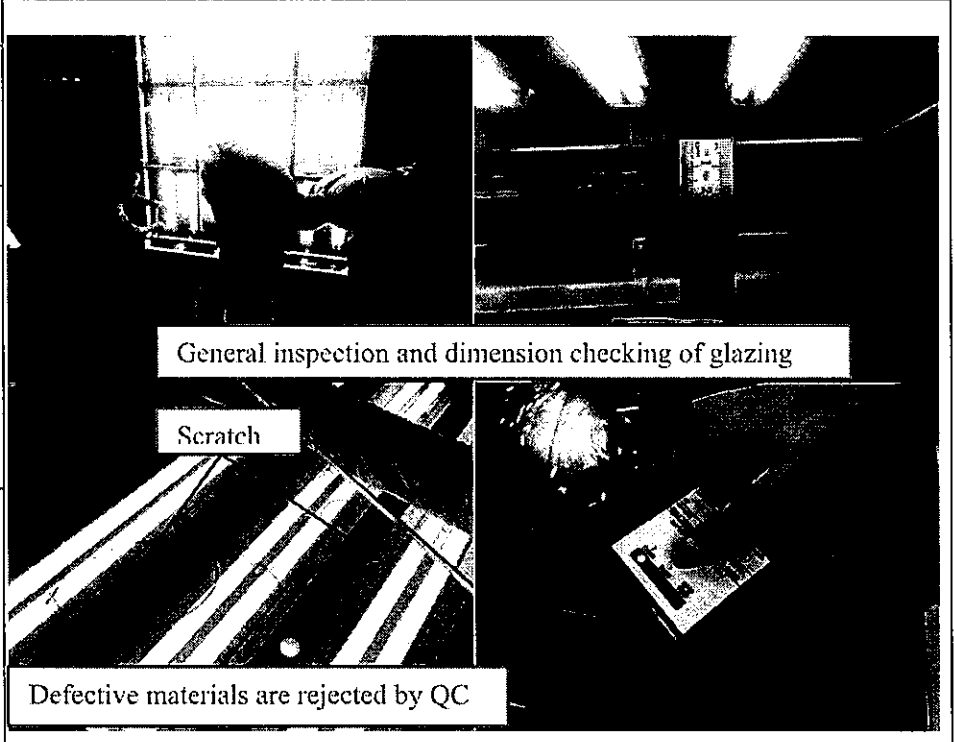 General inspection and dimension checking of glazing
Scratch
Defective materials are rejected by QC